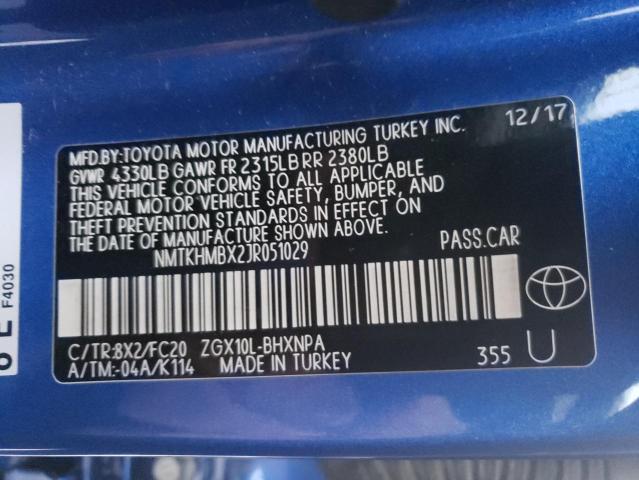 MFD.BY:TOYOTA MOTOR MANUFACTURING TURKEY INC. 12/17
GVWR 4330LB GAWR FR 2315LB RR 2380LB
THIS VEHICLE CONFORMS TO ALL APPLICABLE
FEDERAL MOTOR VEHICLE SAFETY, BUMPER, AND
THEFT PREVENTION STANDARDS IN EFFECT ON
THE DATE OF MANUFACTURE SHOWN ABOVE.
NMTKHMBX2JR051029 PASS.CAR
C/TR:8X2/FC20 ZGX10L-BHXNPA
A/TM:-04A/K114 MADE IN TURKEY 355 U
F4030